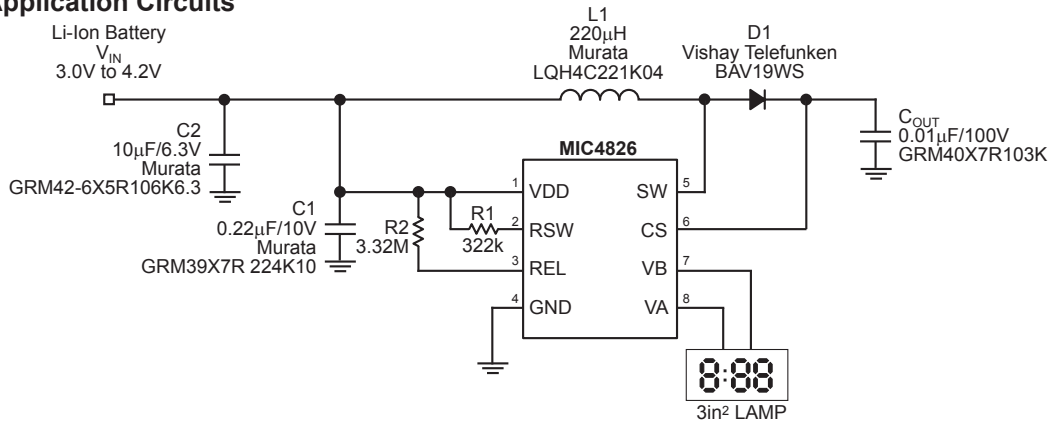 Application Circuits
Li-Ion Battery
VIN
3.0V to 4.2V
L1
220μH
Murata
LQH4C221K04
D1
Vishay Telefunken
BAV19WS
C2
10μF/6.3V
Murata
GRM42-6X5R106K6.3
COUT
0.01μF/100V
GRM40X7R103K
C1
0.22μF/10V
Murata
GRM39X7R 224K10
R2
3.32M
R1
322k
MIC4826
1 VDD
2 RSW
3 REL
4 GND
SW 5
CS 6
VB 7
VA 8
8:88
3in² LAMP